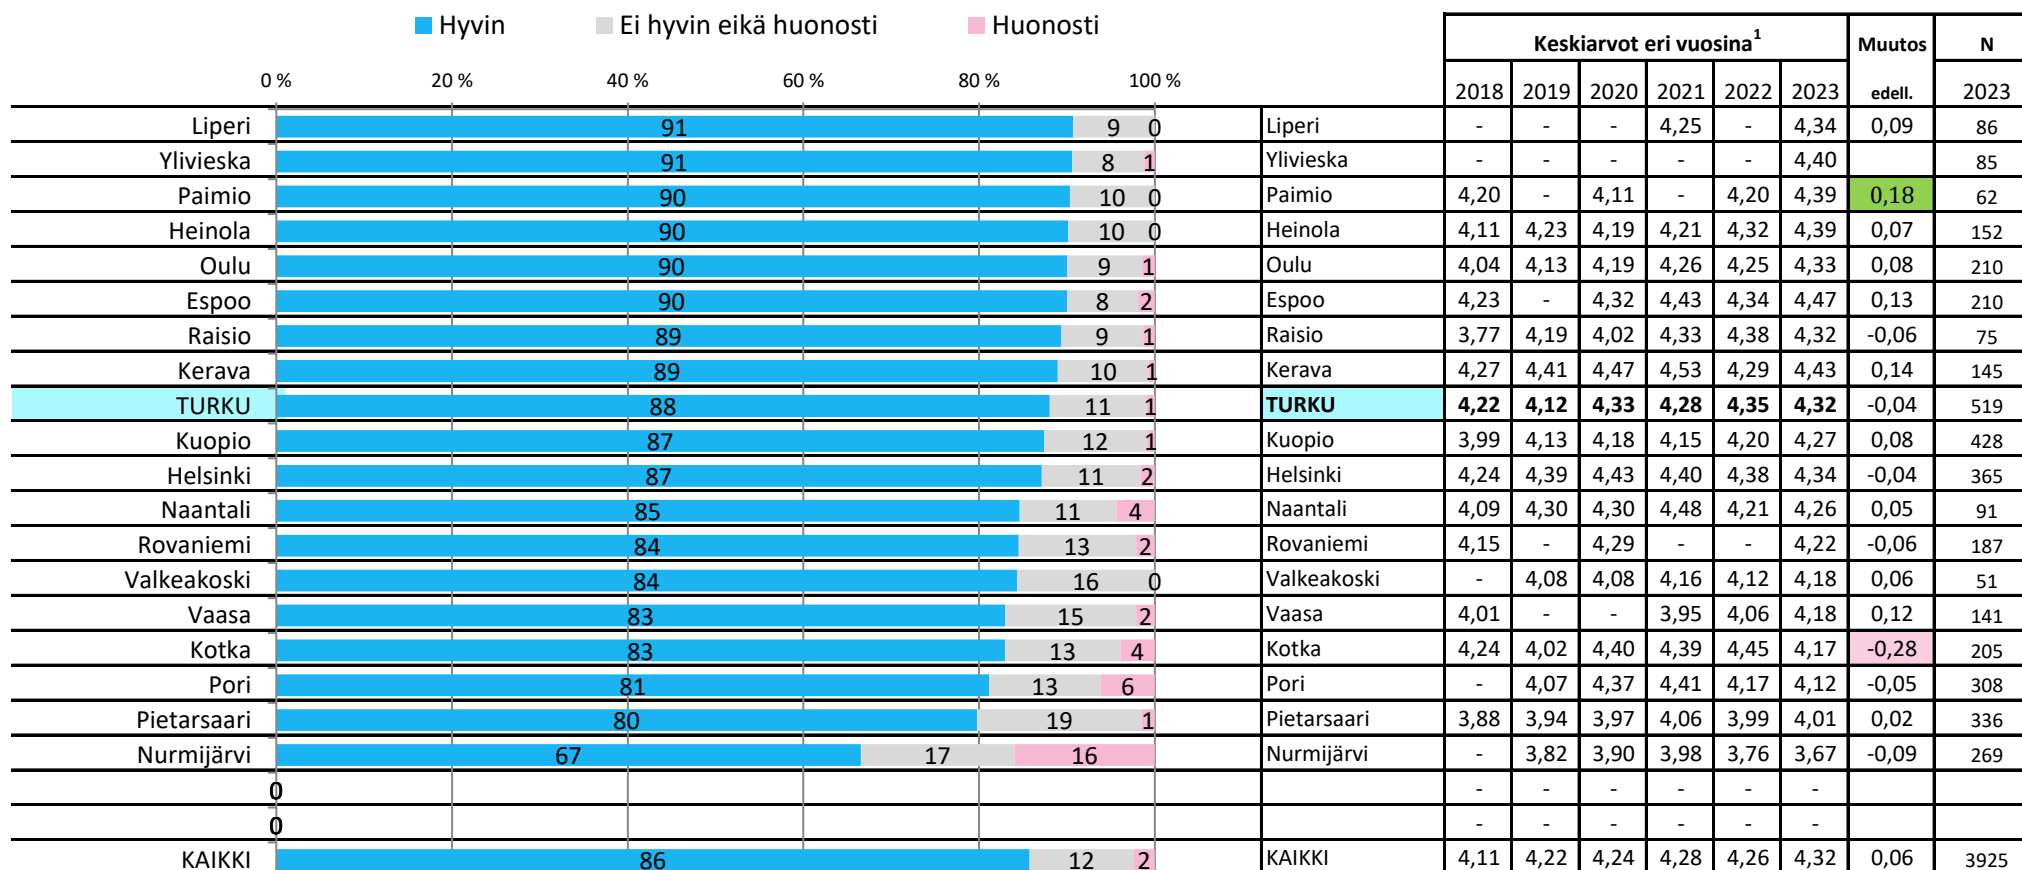 Hyvin Ei hyvin eikä huonosti Huonosti
Keskiarvot eri vuosina¹ Muutos N
0 % 20 % 40 % 60 % 80 % 100 %
2018 2019 2020 2021 2022 2023 edell. 2023
Liperi 91 9 0 Liperi - - - 4,25 - 4,34 0,09 86
Ylivieska 91 8 1 Ylivieska - - - - - 4,40 85
Paimio 90 10 0 Paimio 4,20 - 4,11 - 4,20 4,39 0,18 62
Heinola 90 10 0 Heinola 4,11 4,23 4,19 4,21 4,32 4,39 0,07 152
Oulu 90 9 1 Oulu 4,04 4,13 4,19 4,26 4,25 4,33 0,08 210
Espoo 90 8 2 Espoo 4,23 - 4,32 4,43 4,34 4,47 0,13 210
Raisio 89 9 1 Raisio 3,77 4,19 4,02 4,33 4,38 4,32 -0,06 75
Kerava 89 10 1 Kerava 4,27 4,41 4,47 4,53 4,29 4,43 0,14 145
TURKU 88 11 1 TURKU 4,22 4,12 4,33 4,28 4,35 4,32 -0,04 519
Kuopio 87 12 1 Kuopio 3,99 4,13 4,18 4,15 4,20 4,27 0,08 428
Helsinki 87 11 2 Helsinki 4,24 4,39 4,43 4,40 4,38 4,34 -0,04 365
Naantali 85 11 4 Naantali 4,09 4,30 4,30 4,48 4,21 4,26 0,05 91
Rovaniemi 84 13 2 Rovaniemi 4,15 - 4,29 - - 4,22 -0,06 187
Valkeakoski 84 16 0 Valkeakoski - 4,08 4,08 4,16 4,12 4,18 0,06 51
Vaasa 83 15 2 Vaasa 4,01 - - 3,95 4,06 4,18 0,12 141
Kotka 83 13 4 Kotka 4,24 4,02 4,40 4,39 4,45 4,17 -0,28 205
Pori 81 13 6 Pori - 4,07 4,37 4,41 4,17 4,12 -0,05 308
Pietarsaari 80 19 1 Pietarsaari 3,88 3,94 3,97 4,06 3,99 4,01 0,02 336
Nurmijärvi 67 17 16 Nurmijärvi - 3,82 3,90 3,98 3,76 3,67 -0,09 269
0 - - - - - -
0 - - - - - -
KAIKKI 86 12 2 KAIKKI 4,11 4,22 4,24 4,28 4,26 4,32 0,06 3925